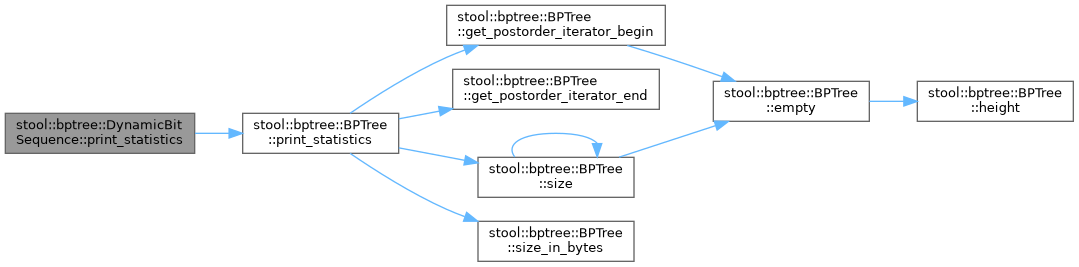 stool::bptree::DynamicBit
Sequence::print_statistics
stool::bptree::BPTree
::print_statistics
stool::bptree::BPTree
::get_postorder_iterator_begin
stool::bptree::BPTree
::get_postorder_iterator_end
stool::bptree::BPTree
::size
stool::bptree::BPTree
::size_in_bytes
stool::bptree::BPTree
::empty
stool::bptree::BPTree
::height